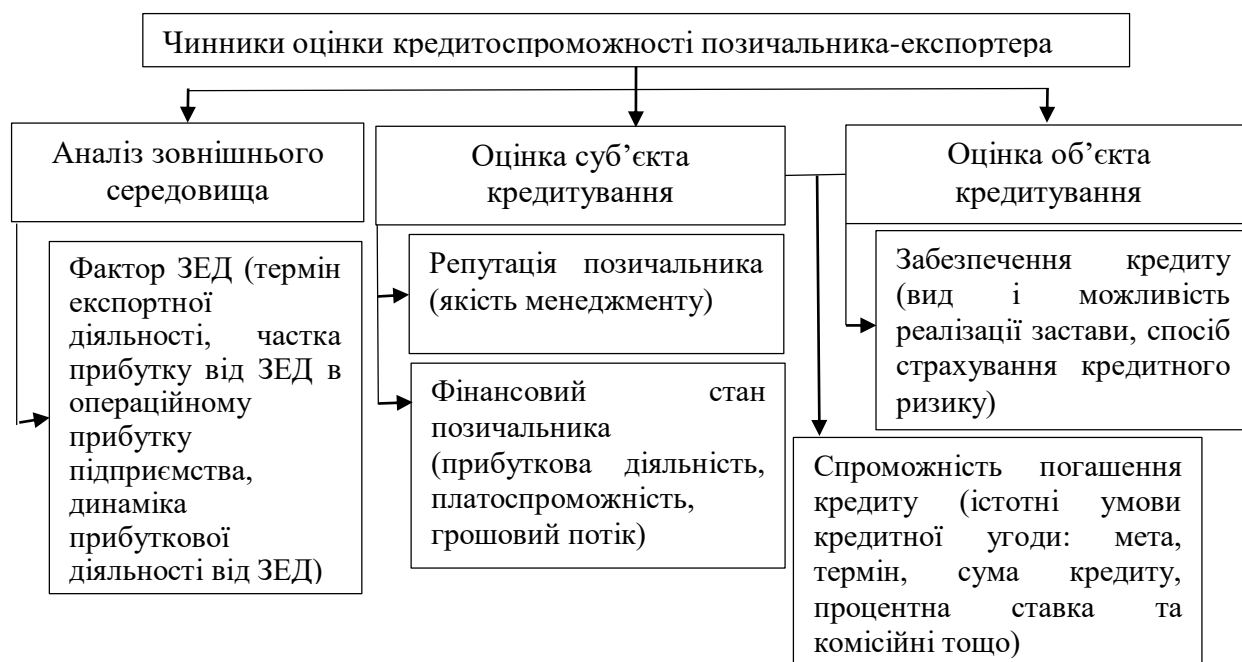 Чинники оцінки кредитоспроможності позичальника-експортера
Аналіз зовнішнього
середовища
Фактор ЗЕД (термін
експортної
діяльності, частка
прибутку від ЗЕД в
операційному
прибутку
підприємства,
динаміка
прибуткової
діяльності від ЗЕД)
Оцінка суб’єкта
кредитування
Репутація позичальника
(якість менеджменту)
Фінансовий стан
позичальника
(прибуткова діяльність,
платоспроможність,
грошовий потік)
Оцінка об’єкта
кредитування
Забезпечення кредиту
(вид і можливість
реалізації застави, спосіб
страхування кредитного
ризику)
Спроможність погашення
кредиту (істотні умови
кредитної угоди: мета,
термін, сума кредиту,
процентна ставка та
комісійні тощо)